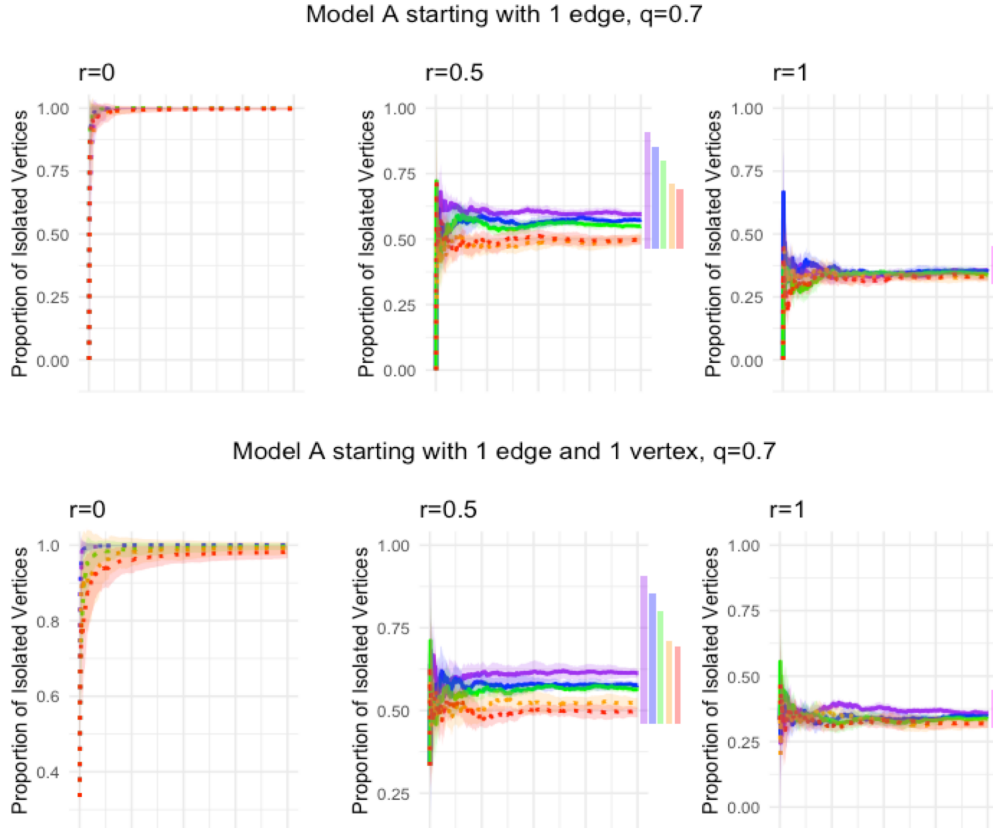 Model A starting with 1 edge, q=0.7
r=0
r=0.5
r=1
Proportion of Isolated Vertices
1.00
0.75
0.50
0.25
0.00
Proportion of Isolated Vertices
1.00
0.75
0.50
0.25
0.00
Proportion of Isolated Vertices
1.00
0.75
0.50
0.25
0.00
Model A starting with 1 edge and 1 vertex, q=0.7
r=0
r=0.5
r=1
Proportion of Isolated Vertices
1.0
0.8
0.6
0.4
Proportion of Isolated Vertices
1.00
0.75
0.50
0.25
Proportion of Isolated Vertices
1.00
0.75
0.50
0.25
0.00